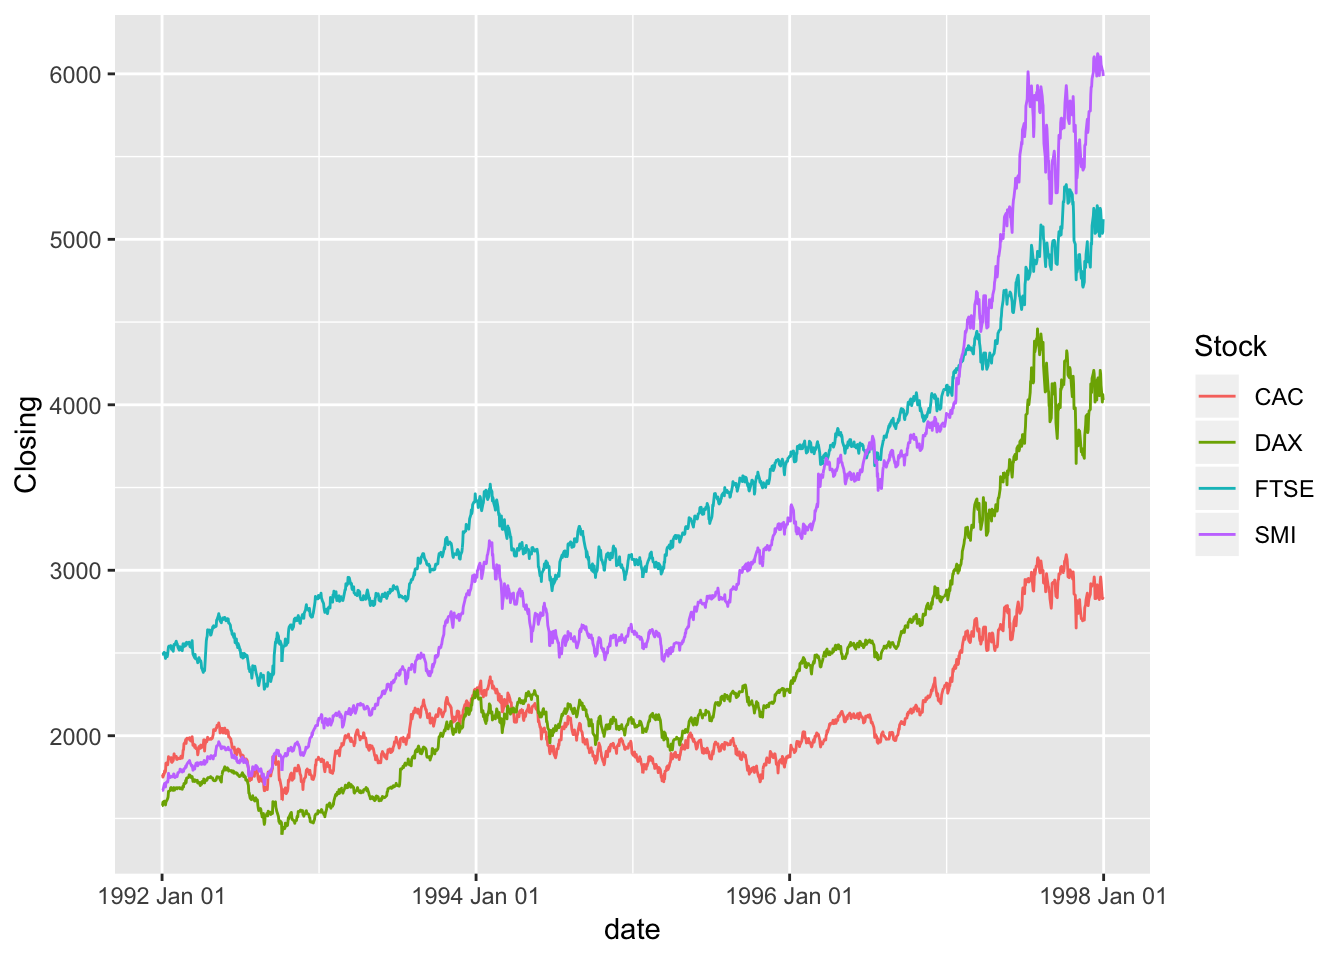 6000
5000
4000
3000
2000
Closing
1992 Jan 01
1994 Jan 01
1996 Jan 01
1998 Jan 01
date
Stock
CAC
DAX
FTSE
SMI